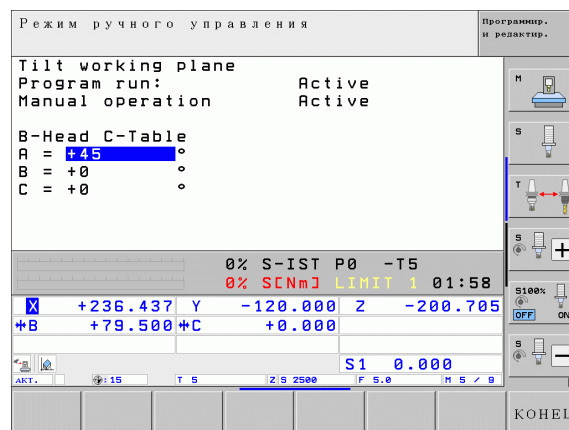 Режим ручного управления
Программир.
и редактир.
Tilt working plane
Program run: Active
Manual operation Active
B-Head C-Table
A = +45 °
B = +0 °
C = +0 °
0% S-IST P0 -T5
0% S[Nm] LIMIT 1 01:58
X +236.437 Y -120.000 Z -200.705
B +79.500 C +0.000
S1 0.000
АКТ. : 15 T 5 Z S 2500 F 5.0 M 5 / 9
M
S
T
S
+
S100%
OFF ON
S
-
КОНЕЦ